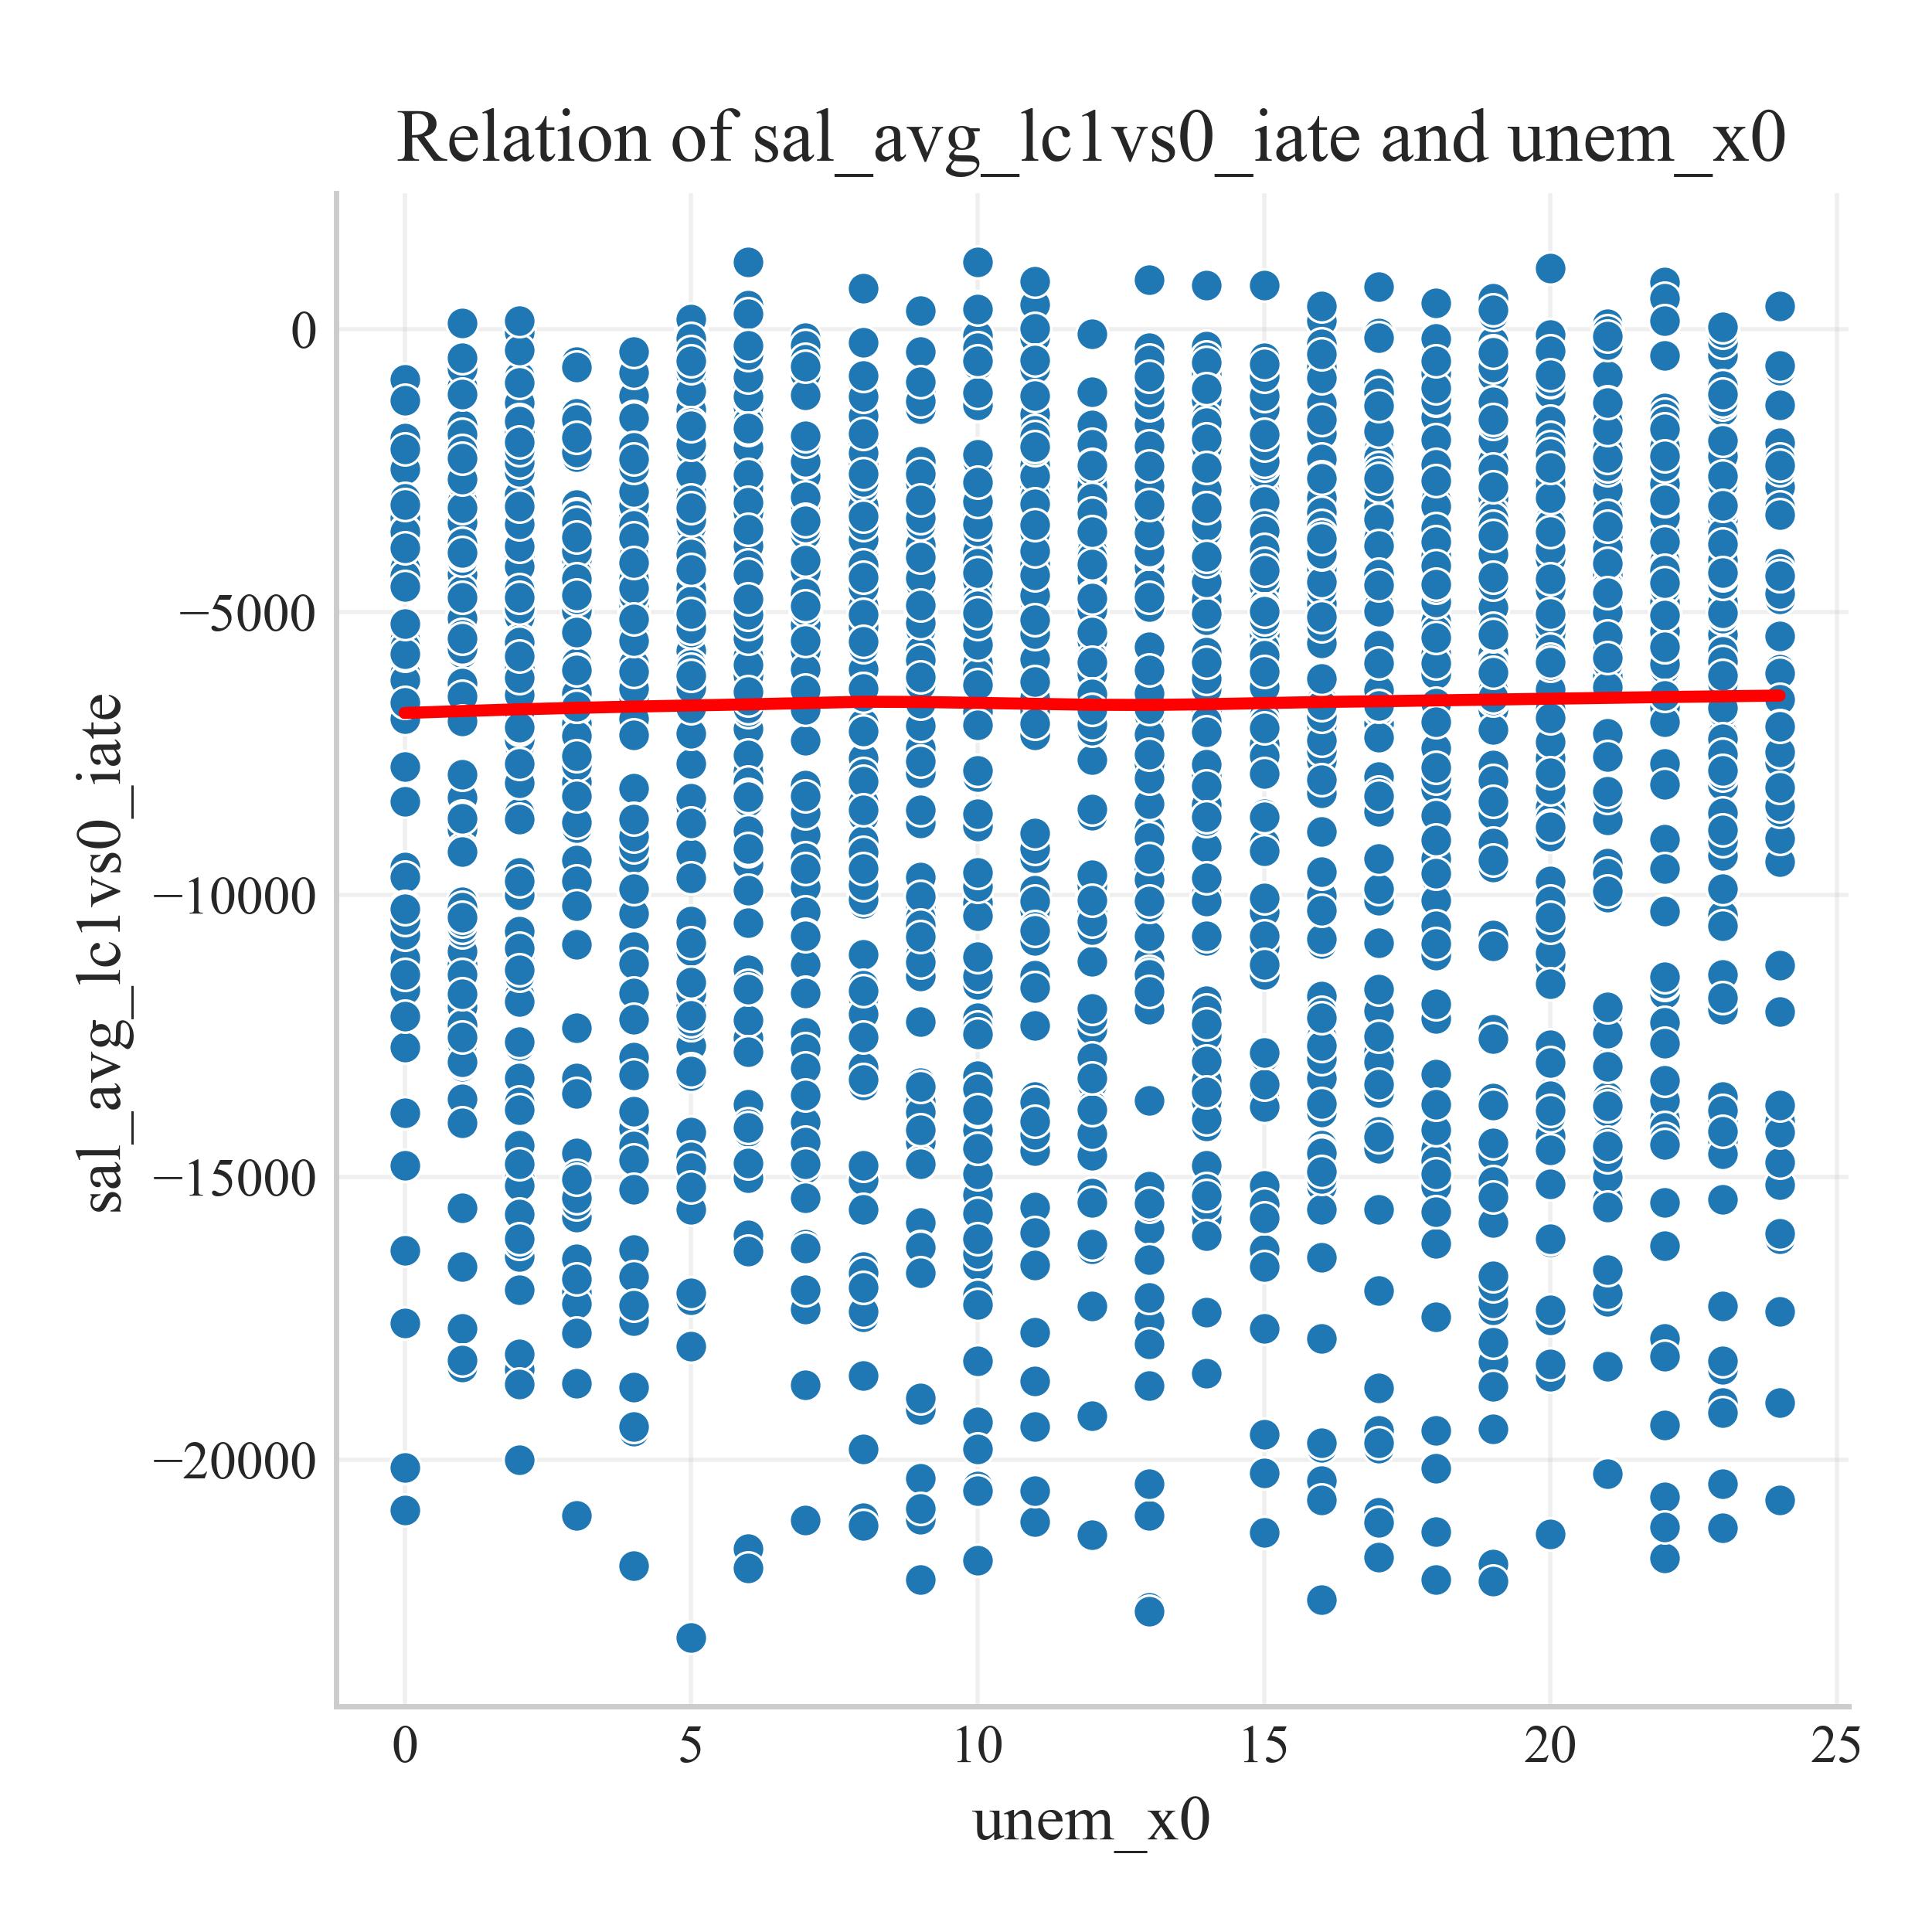 Relation of sal_avg_lc1vs0_iate and unem_x0
0
−5000
−10000
−15000
−20000
sal_avg_lc1vs0_iate
0 5 10 15 20 25
unem_x0